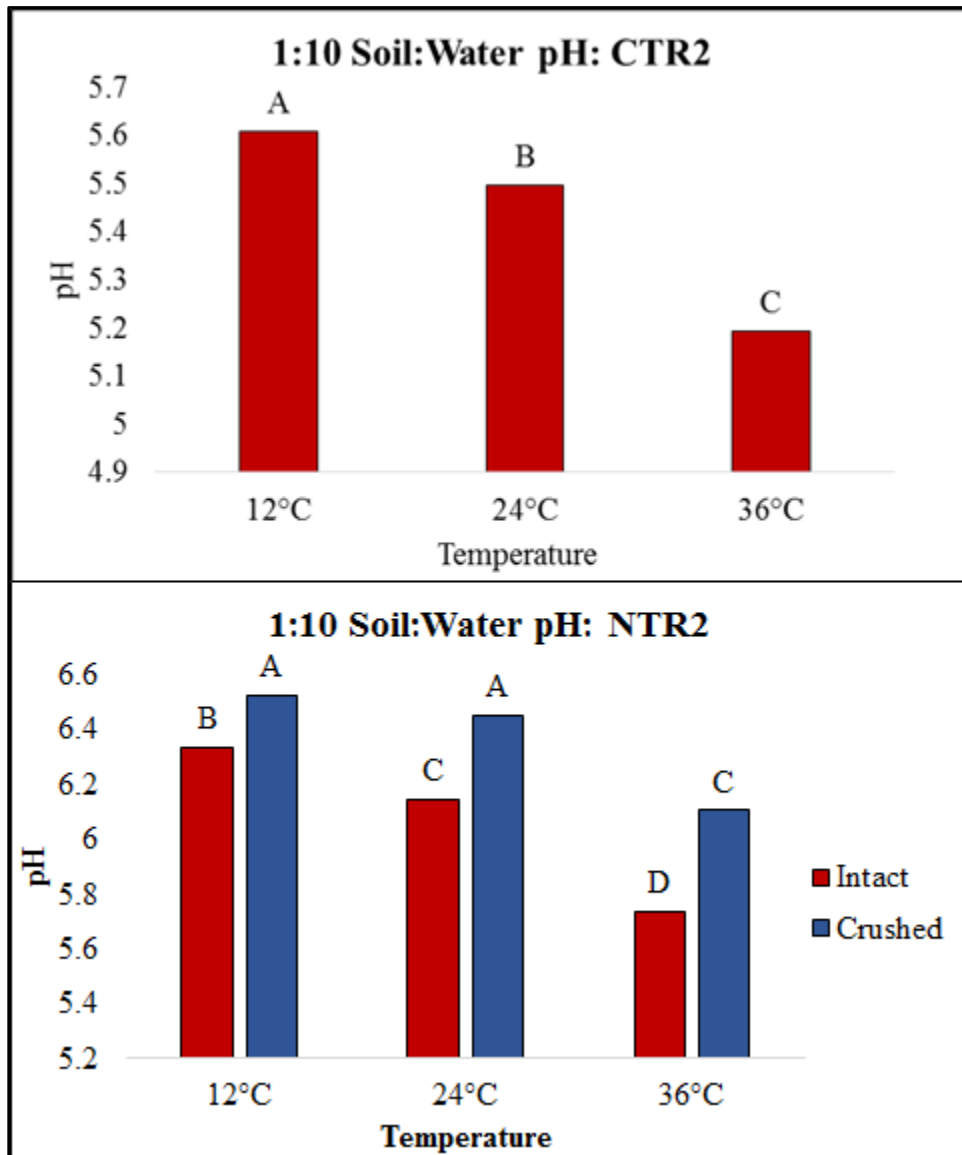 1:10 Soil:Water pH: CTR2
5.7
A
5.6
B
5.5
5.4
pH
5.3
C
5.2
5.1
5
4.9
12°C 24°C 36°C
Temperature
1:10 Soil:Water pH: NTR2
6.6
A A
B
6.4
C
6.2
C
6
pH
D
Intact
5.8
Crushed
5.6
5.4
5.2
12°C 24°C 36°C
Temperature